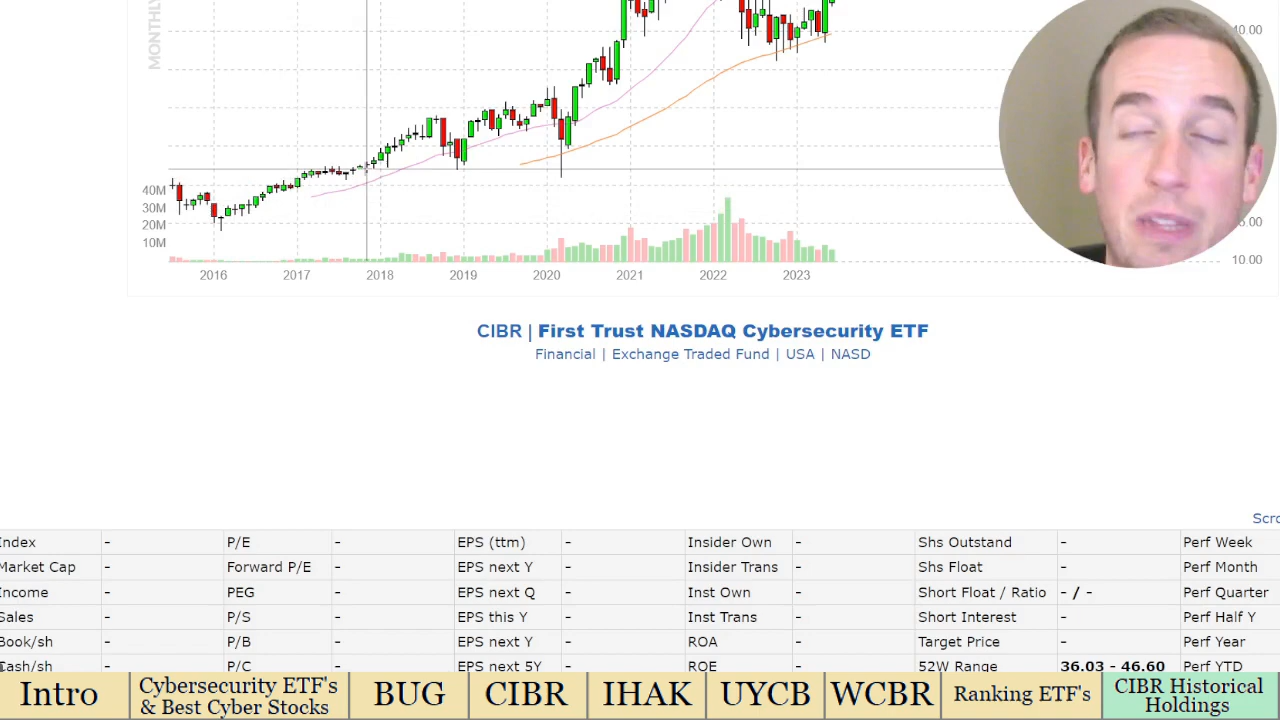 MONTHLY
40.00
40M
30M
20M
10M
10.00
2016 2017 2018 2019 2020 2021 2022 2023
CIBR | First Trust NASDAQ Cybersecurity ETF
Financial | Exchange Traded Fund | USA | NASD
Index - P/E - EPS (ttm) - Insider Own - Shs Outstand - Perf Week
Market Cap - Forward P/E - EPS next Y - Insider Trans - Shs Float - Perf Month
Income - PEG - EPS next Q - Inst Own - Short Float / Ratio - / - Perf Quarter
Sales - P/S - EPS this Y - Inst Trans - Short Interest - Perf Half Y
Book/sh - P/B - EPS next Y - ROA - Target Price - Perf Year
Cash/sh - P/C - EPS next 5Y - ROE - 52W Range 36.03 - 46.60 Perf YTD
Intro
Cybersecurity ETF's
& Best Cyber Stocks
BUG
CIBR
IHAK
UYCB
WCBR
Ranking ETF's
CIBR Historical
Holdings